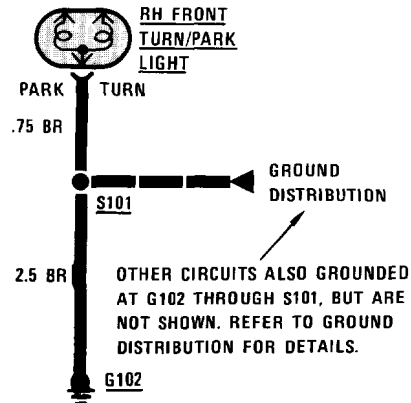 RH FRONT
TURN/PARK
LIGHT
PARK TURN
.75 BR
GROUND
DISTRIBUTION
S101
2.5 BR
OTHER CIRCUITS ALSO GROUNDED
AT G102 THROUGH S101, BUT ARE
NOT SHOWN. REFER TO GROUND
DISTRIBUTION FOR DETAILS.
G102